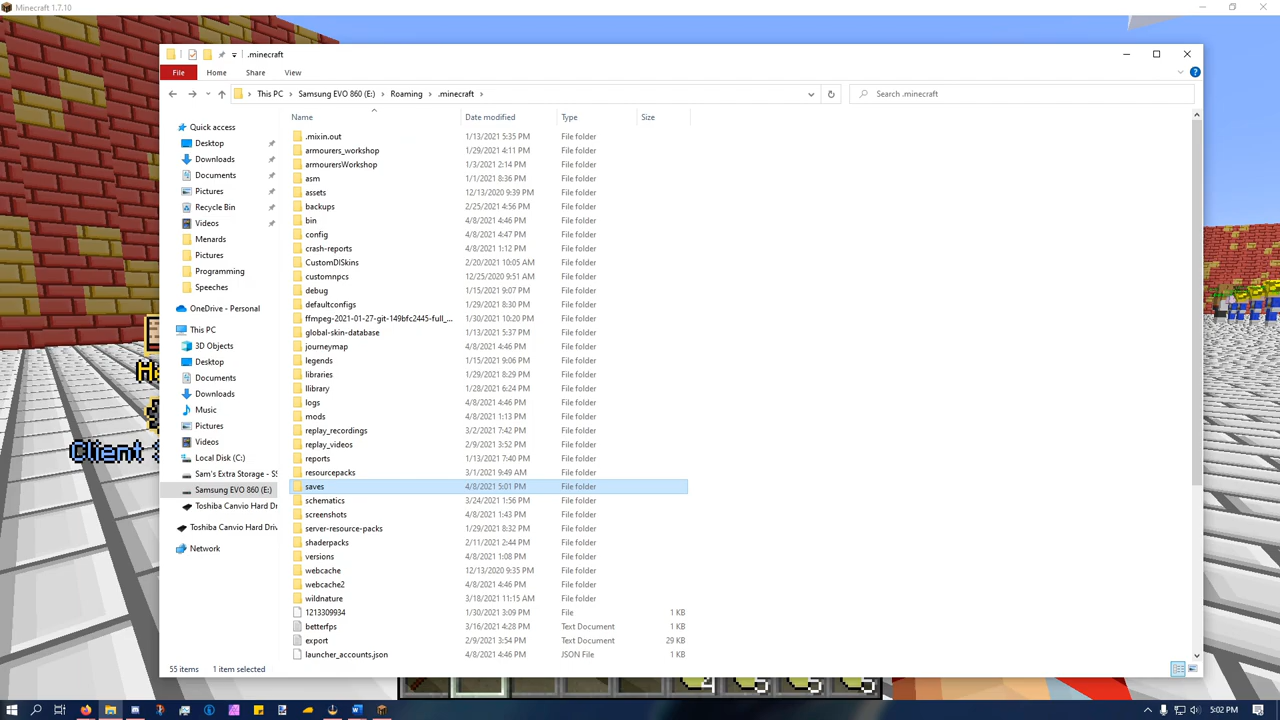 Minecraft 1.7.10
.minecraft
File Home Share View
This PC Samsung EVO 860 (E:) Roaming .minecraft
Search .minecraft
Name Date modified Type Size
Quick access
Desktop
Downloads
Documents
Pictures
Recycle Bin
Videos
Menards
Pictures
Programming
Speeches
OneDrive - Personal
This PC
3D Objects
Desktop
Documents
Downloads
Music
Pictures
Videos
Local Disk (C:)
Sam's Extra Storage - S
Samsung EVO 860 (E:)
Toshiba Canvio Hard Dr
Toshiba Canvio Hard Driv
Network
.mixin.out 1/13/2021 5:35 PM File folder
armourers_workshop 1/29/2021 4:11 PM File folder
armourersWorkshop 1/3/2021 2:14 PM File folder
asm 1/1/2021 8:36 PM File folder
assets 12/13/2020 9:39 PM File folder
backups 2/25/2021 4:56 PM File folder
bin 4/8/2021 4:46 PM File folder
config 4/8/2021 4:47 PM File folder
crash-reports 4/8/2021 1:12 PM File folder
CustomDISkins 2/20/2021 10:05 AM File folder
customnpcs 12/25/2020 9:51 AM File folder
debug 1/15/2021 9:07 PM File folder
defaultconfigs 1/29/2021 8:30 PM File folder
ffmpeg-2021-01-27-git-149bfc2445-full_... 1/30/2021 10:20 PM File folder
global-skin-database 1/13/2021 5:37 PM File folder
journeymap 4/8/2021 4:46 PM File folder
legends 1/15/2021 9:06 PM File folder
libraries 1/29/2021 8:29 PM File folder
llibrary 1/28/2021 6:24 PM File folder
logs 4/8/2021 4:46 PM File folder
mods 4/8/2021 1:13 PM File folder
replay_recordings 3/2/2021 7:42 PM File folder
replay_videos 2/9/2021 3:52 PM File folder
reports 1/13/2021 7:40 PM File folder
resourcepacks 3/1/2021 9:49 AM File folder
saves 4/8/2021 5:01 PM File folder
schematics 3/24/2021 1:56 PM File folder
screenshots 4/8/2021 1:43 PM File folder
server-resource-packs 1/29/2021 8:32 PM File folder
shaderpacks 2/11/2021 2:44 PM File folder
versions 4/8/2021 1:08 PM File folder
webcache 12/13/2020 9:35 PM File folder
webcache2 4/8/2021 4:46 PM File folder
wildnature 3/18/2021 11:15 AM File folder
1213309934 1/30/2021 3:09 PM File 1 KB
betterfps 3/16/2021 4:28 PM Text Document 1 KB
export 2/9/2021 3:54 PM Text Document 29 KB
launcher_accounts.json 4/8/2021 4:46 PM JSON File 1 KB
55 items 1 item selected
Client
5:02 PM